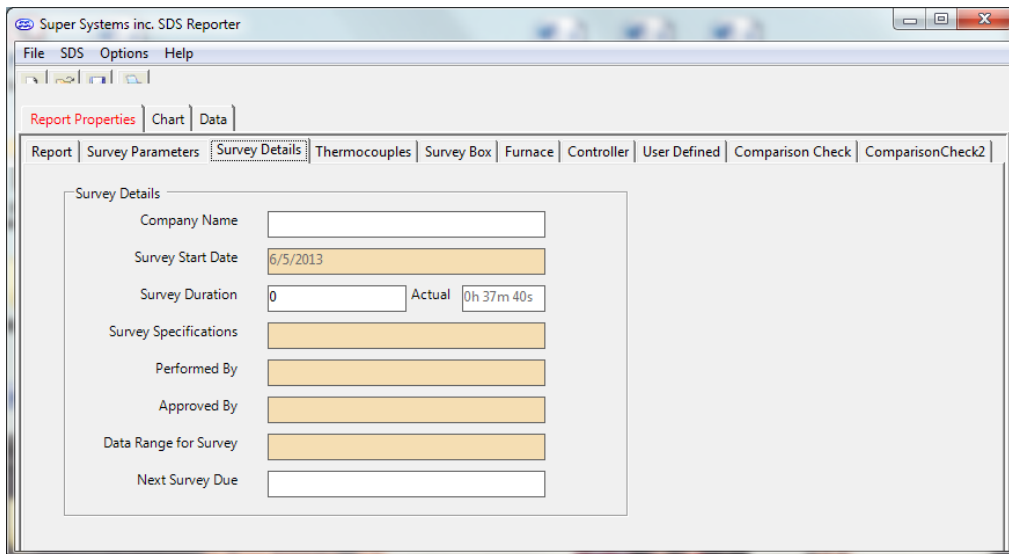 Super Systems inc. SDS Reporter
File SDS Options Help
Report Properties Chart Data
Report Survey Parameters Survey Details Thermocouples Survey Box Furnace Controller User Defined Comparison Check ComparisonCheck2
Survey Details
Company Name
Survey Start Date 6/5/2013
Survey Duration 0 Actual 0h 37m 40s
Survey Specifications
Performed By
Approved By
Data Range for Survey
Next Survey Due